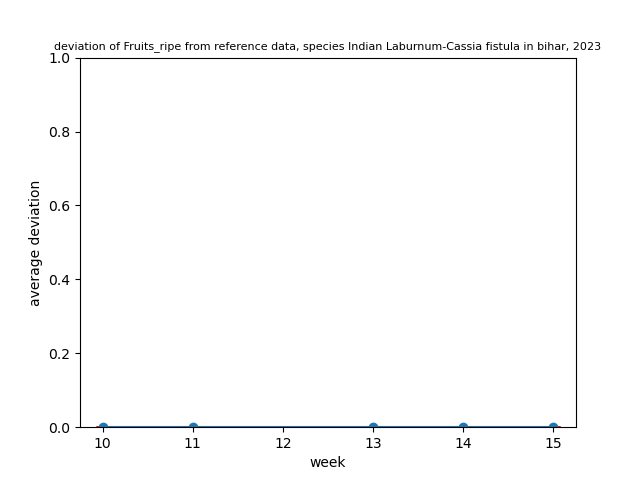 deviation of Fruits_ripe from reference data, species Indian Laburnum-Cassia fistula in bihar, 2023
1.0
0.8
0.6
0.4
0.2
0.0
average deviation
10 11 12 13 14 15
week